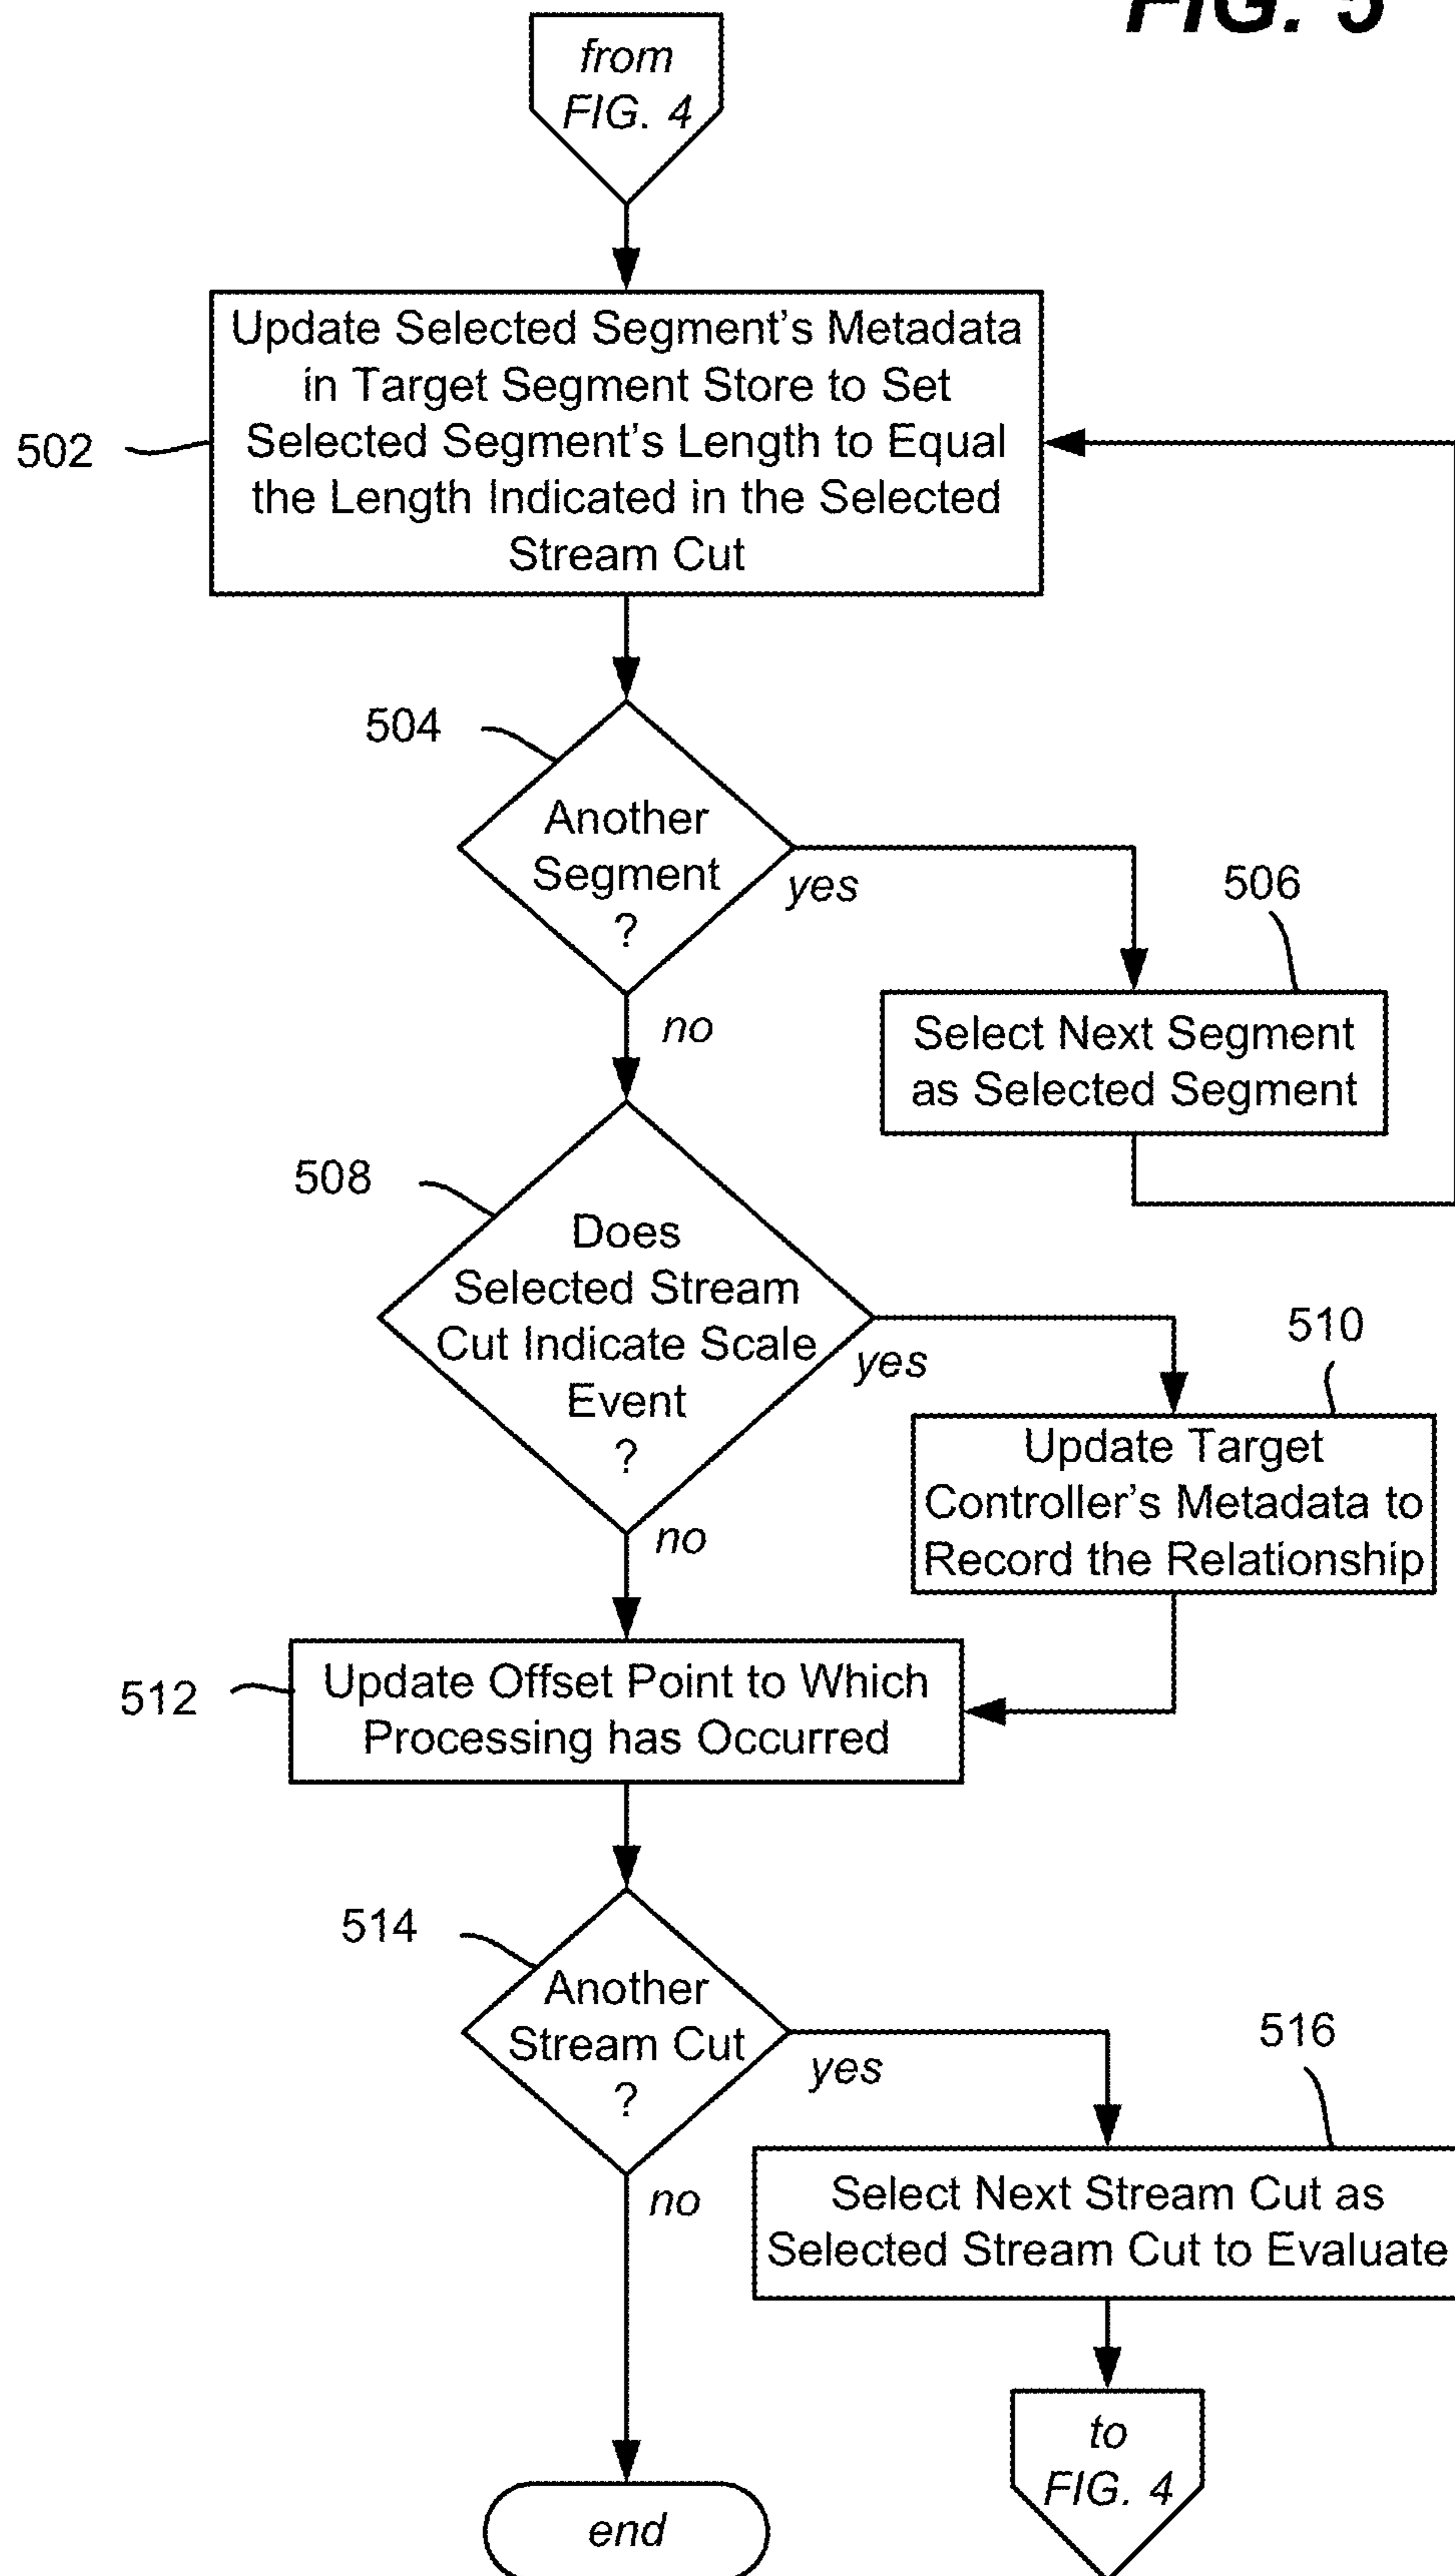 FIG. 5
from
FIG. 4
Update Selected Segment's Metadata
in Target Segment Store to Set
Selected Segment's Length to Equal
the Length Indicated in the Selected
Stream Cut
502
504
Another
Segment
?
yes
no
506
Select Next Segment
as Selected Segment
508
Does
Selected Stream
Cut Indicate Scale
Event
?
yes
no
510
Update Target
Controller's Metadata to
Record the Relationship
512
Update Offset Point to Which
Processing has Occurred
514
Another
Stream Cut
?
yes
no
516
Select Next Stream Cut as
Selected Stream Cut to Evaluate
to
FIG. 4
end